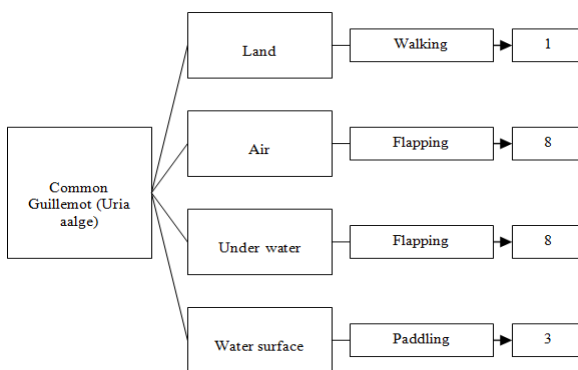 Land
Walking
1
Air
Flapping
8
Common
Guillemot (Uria
aalge)
Under water
Flapping
8
Water surface
Paddling
3